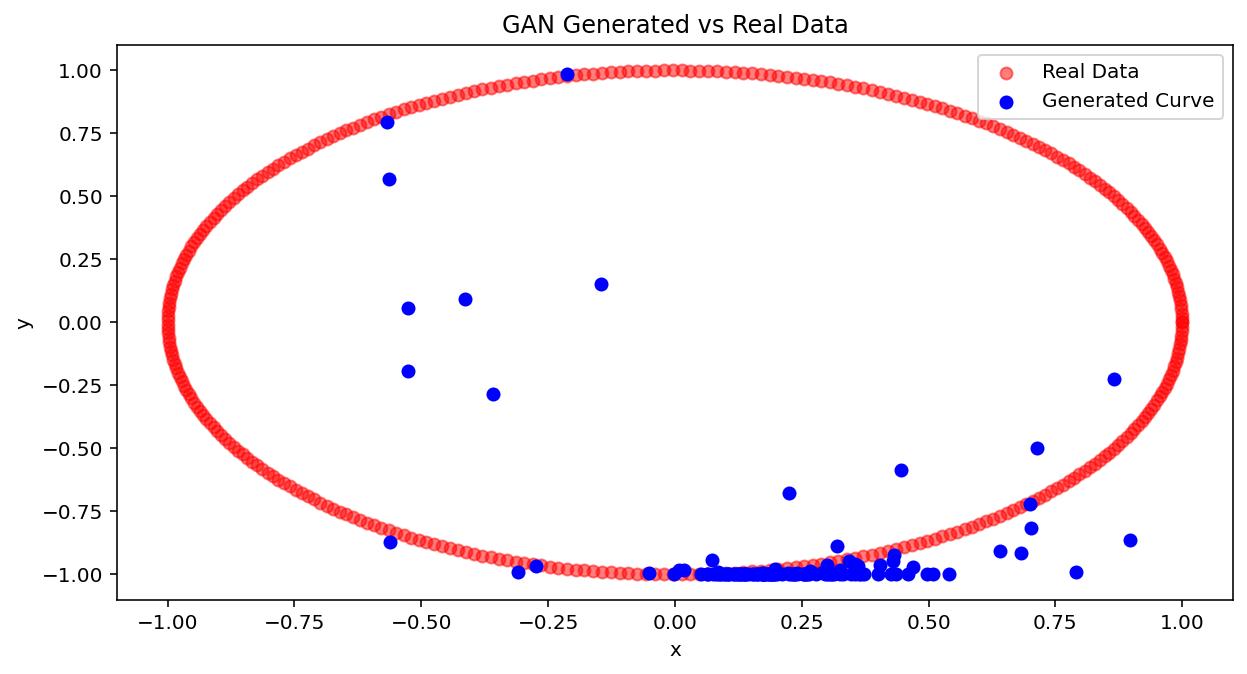 GAN Generated vs Real Data
Real Data
Generated Curve
1.00
0.75
0.50
0.25
0.00
−0.25
−0.50
−0.75
−1.00
y
−1.00 −0.75 −0.50 −0.25 0.00 0.25 0.50 0.75 1.00
x